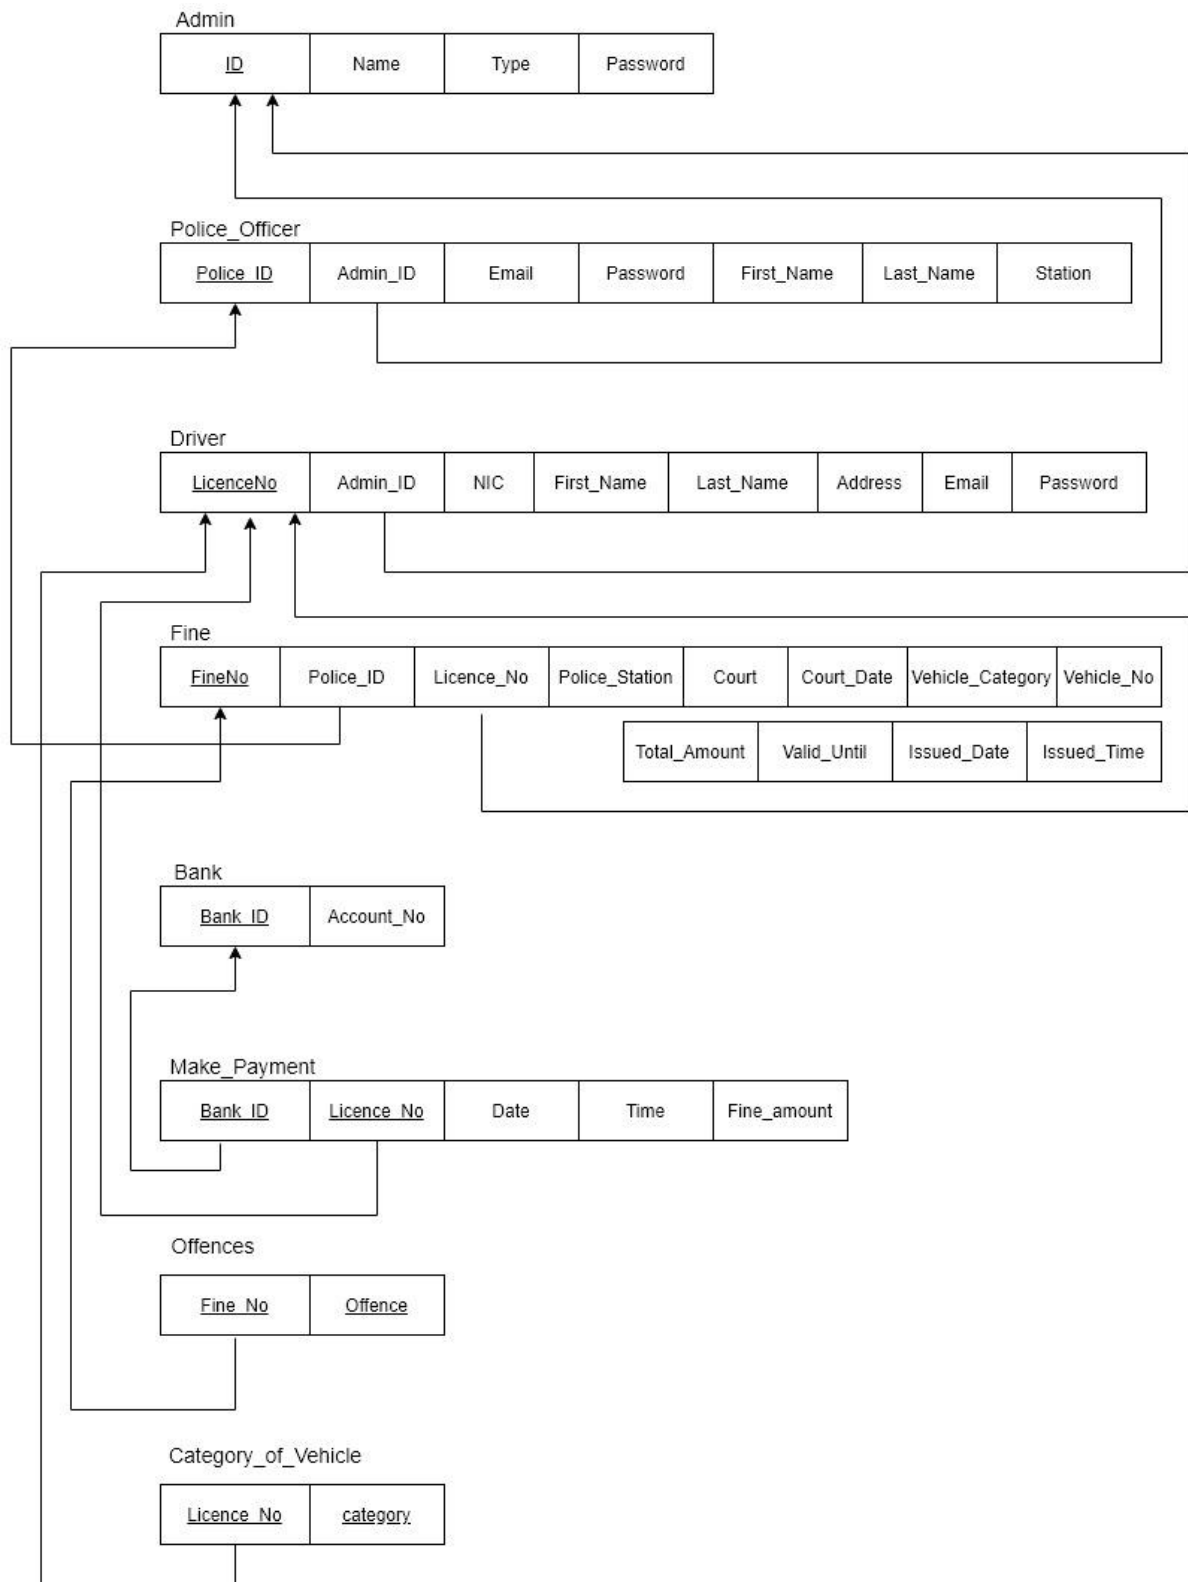 Admin
ID Name Type Password
Police_Officer
Police_ID Admin_ID Email Password First_Name Last_Name Station
Driver
LicenceNo Admin_ID NIC First_Name Last_Name Address Email Password
Fine
FineNo Police_ID Licence_No Police_Station Court Court_Date Vehicle_Category Vehicle_No
Total_Amount Valid_Until Issued_Date Issued_Time
Bank
Bank_ID Account_No
Make_Payment
Bank_ID Licence_No Date Time Fine_amount
Offences
Fine_No Offence
Category_of_Vehicle
Licence_No category